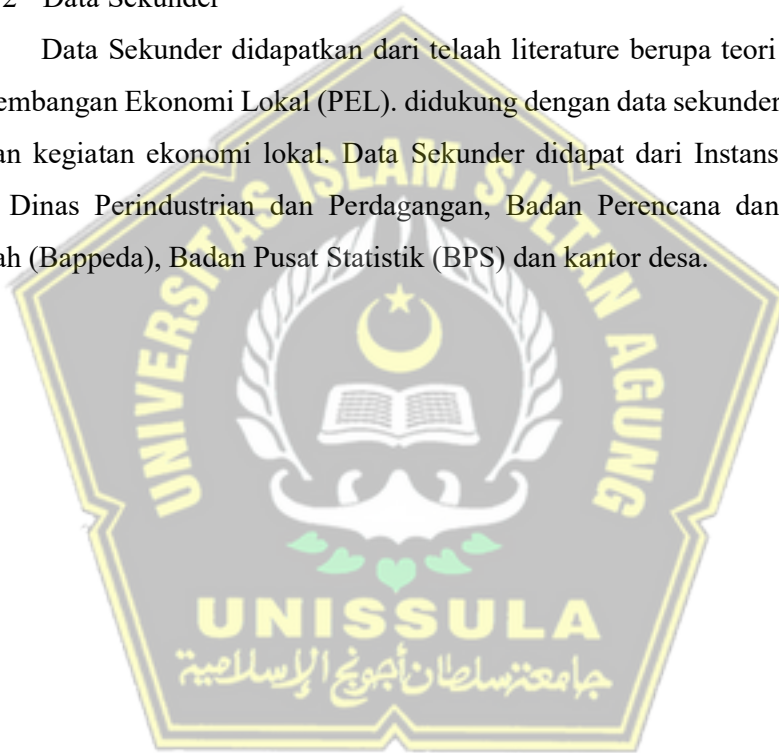 2 Data Sekunder
Data Sekunder didapatkan dari telaah literature berupa teori
embangan Ekonomi Lokal (PEL). didukung dengan data sekunder
an kegiatan ekonomi lokal. Data Sekunder didapat dari Instans
Dinas Perindustrian dan Perdagangan, Badan Perencana dan
ah (Bappeda), Badan Pusat Statistik (BPS) dan kantor desa.
UNIVERSITAS ISLAM SULTAN AGUNG
UNISSULA
جامعة سلطان أجونج الإسلامية